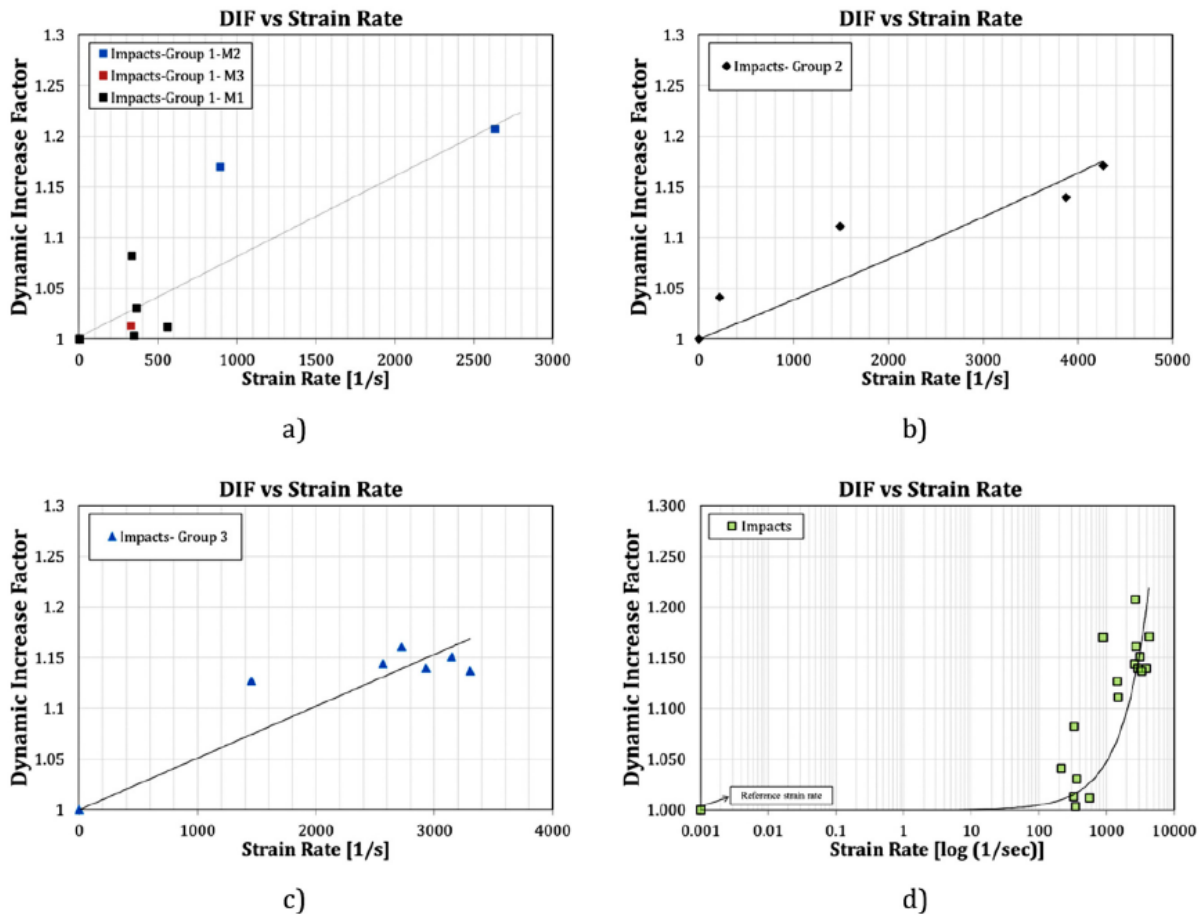 DIF vs Strain Rate
Dynamic Increase Factor
1.3
1.25
1.2
1.15
1.1
1.05
1
Impacts-Group 1-M2
Impacts-Group 1- M3
Impacts-Group 1- M1
0 500 1000 1500 2000 2500 3000
Strain Rate [1/s]
a)
DIF vs Strain Rate
Dynamic Increase Factor
1.3
1.25
1.2
1.15
1.1
1.05
1
Impacts- Group 2
0 1000 2000 3000 4000 5000
Strain Rate [1/s]
b)
DIF vs Strain Rate
Dynamic Increase Factor
1.3
1.25
1.2
1.15
1.1
1.05
1
Impacts- Group 3
0 1000 2000 3000 4000
Strain Rate [1/s]
c)
DIF vs Strain Rate
Dynamic Increase Factor
1.300
1.250
1.200
1.150
1.100
1.050
1.000
Impacts
Reference strain rate
0.001 0.01 0.1 1 10 100 1000 10000
Strain Rate [log (1/sec)]
d)